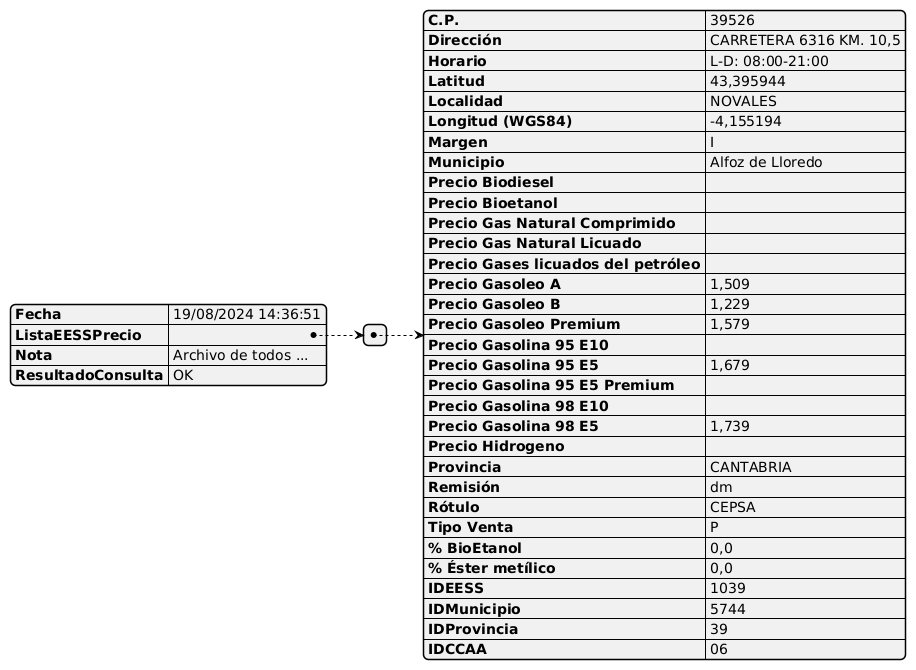 Fecha 19/08/2024 14:36:51
ListaEESSPrecio
Nota Archivo de todos ...
ResultadoConsulta OK
C.P. 39526
Dirección CARRETERA 6316 KM. 10,5
Horario L-D: 08:00-21:00
Latitud 43,395944
Localidad NOVALES
Longitud (WGS84) -4,155194
Margen I
Municipio Alfoz de Lloredo
Precio Biodiesel
Precio Bioetanol
Precio Gas Natural Comprimido
Precio Gas Natural Licuado
Precio Gases licuados del petróleo
Precio Gasoleo A 1,509
Precio Gasoleo B 1,229
Precio Gasoleo Premium 1,579
Precio Gasolina 95 E10
Precio Gasolina 95 E5 1,679
Precio Gasolina 95 E5 Premium
Precio Gasolina 98 E10
Precio Gasolina 98 E5 1,739
Precio Hidrogeno
Provincia CANTABRIA
Remisión dm
Rótulo CEPSA
Tipo Venta P
% BioEtanol 0,0
% Éster metílico 0,0
IDEESS 1039
IDMunicipio 5744
IDProvincia 39
IDCCAA 06